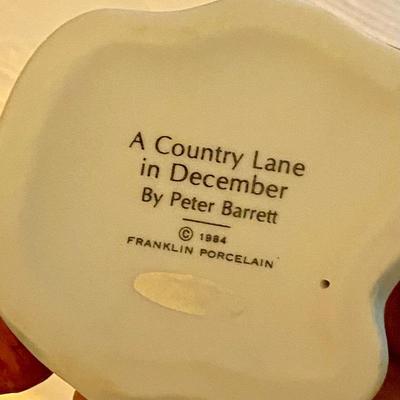 A Country Lane
in December
By Peter Barrett
© 1984
FRANKLIN PORCELAIN